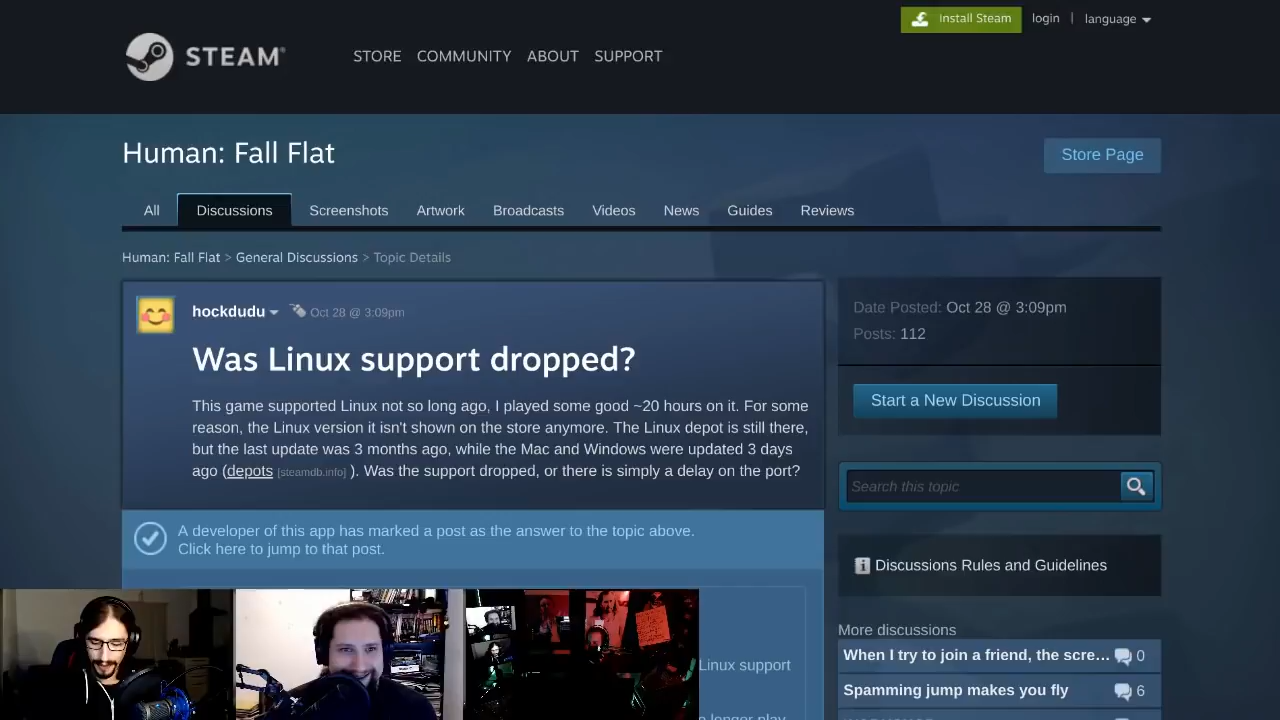 Install Steam
login | language
STEAM®
STORE COMMUNITY ABOUT SUPPORT
Human: Fall Flat
Store Page
All Discussions Screenshots Artwork Broadcasts Videos News Guides Reviews
Human: Fall Flat > General Discussions > Topic Details
hockdudu Oct 28 @ 3:09pm
Was Linux support dropped?
This game supported Linux not so long ago, I played some good ~20 hours on it. For some
reason, the Linux version it isn't shown on the store anymore. The Linux depot is still there,
but the last update was 3 months ago, while the Mac and Windows were updated 3 days
ago (depots [steamdb.info] ). Was the support dropped, or there is simply a delay on the port?
A developer of this app has marked a post as the answer to the topic above.
Click here to jump to that post.
Linux support
longer play
Date Posted: Oct 28 @ 3:09pm
Posts: 112
Start a New Discussion
Search this topic
Discussions Rules and Guidelines
More discussions
When I try to join a friend, the scre... 0
Spamming jump makes you fly 6